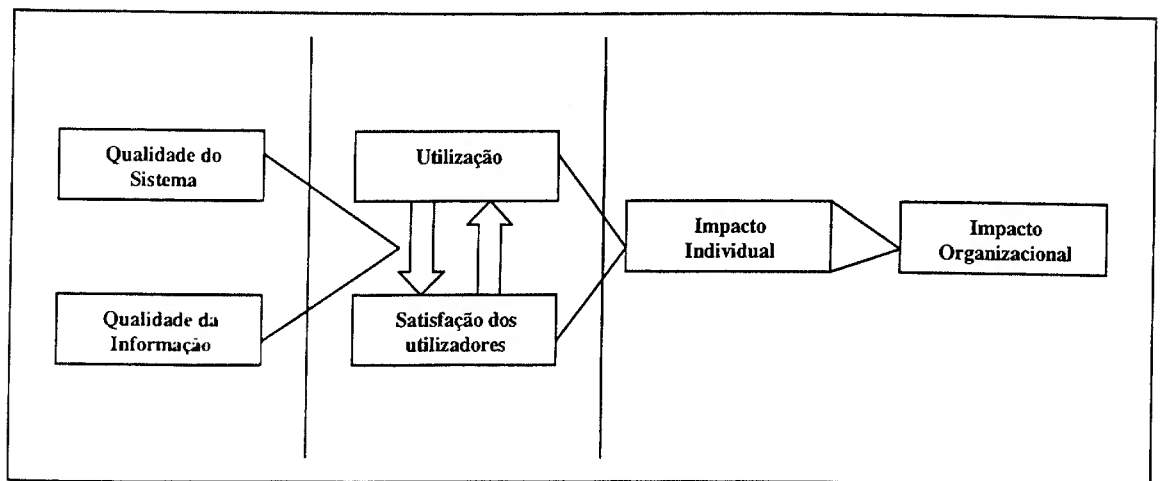 Qualidade do
Sistema
Utilização
Impacto
Individual
Impacto
Organizacional
Qualidade da
Informação
Satisfação dos
utilizadores